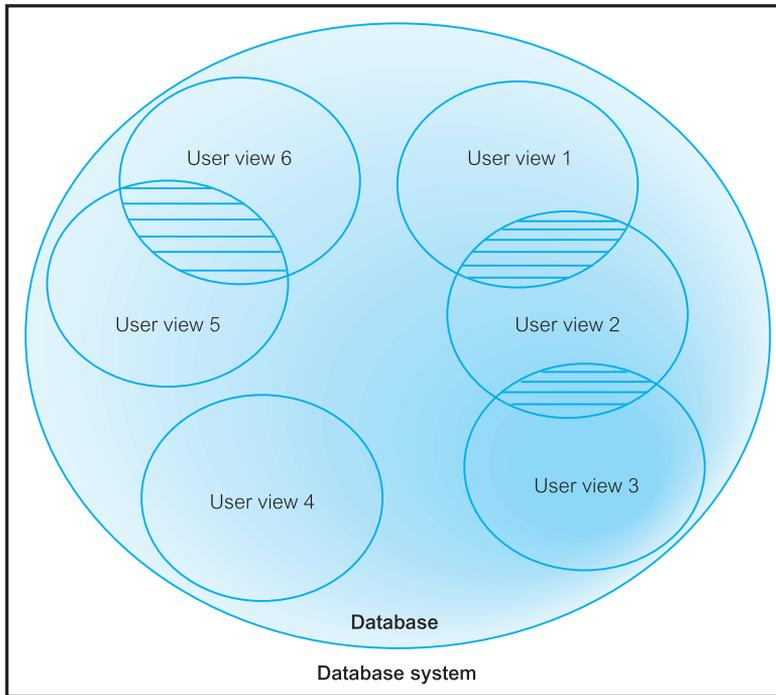 User view 6
User view 1
User view 5
User view 2
User view 4
User view 3
Database
Database system